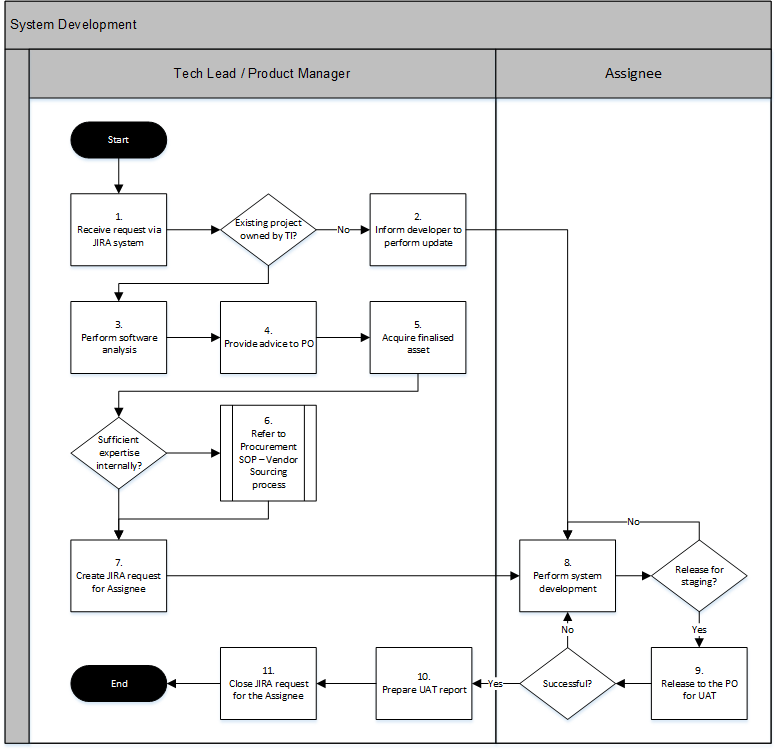 System Development
Tech Lead / Product Manager
Assignee
Start
1.
Receive request via
JIRA system
Existing project
owned by TI?
No
2.
Inform developer to
perform update
3.
Perform software
analysis
4.
Provide advice to PO
5.
Acquire finalised
asset
Sufficient
expertise
internally?
6.
Refer to
Procurement
SOP – Vendor
Sourcing
process
No
7.
Create JIRA request
for Assignee
8.
Perform system
development
Release for
staging?
No
Yes
End
11.
Close JIRA request
for the Assignee
10.
Prepare UAT report
Yes
Successful?
9.
Release to the PO
for UAT